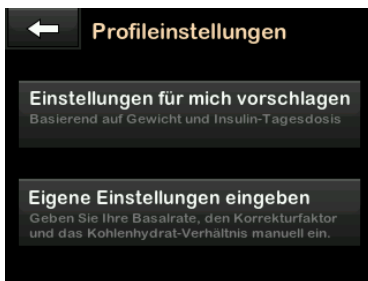 Profileinstellungen
Einstellungen für mich vorschlagen
Basierend auf Gewicht und Insulin-Tagesdosis
Eigene Einstellungen eingeben
Geben Sie Ihre Basalrate, den Korrekturfaktor
und das Kohlenhydrat-Verhältnis manuell ein.